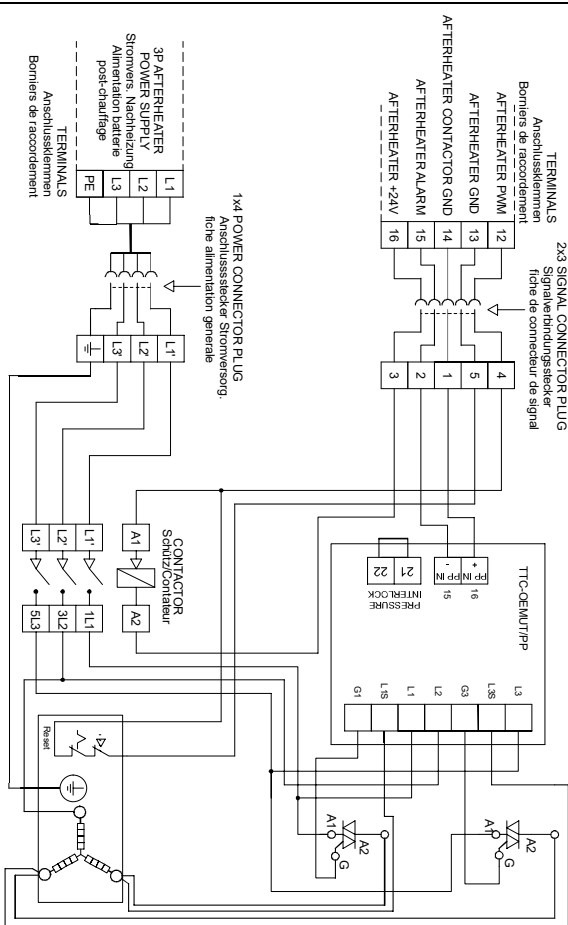 TERMINALS
Anschlussklemmen
Borniers de raccordement
2x3 SIGNAL CONNECTOR PLUG
Signalverbindungsstecker
fiche de connecteur de signal
AFTERHEATER PWM
12
4
AFTERHEATER GND
13
5
AFTERHEATER CONTACTOR GND
14
1
AFTERHEATER ALARM
15
2
AFTERHEATER +24V
16
3
TTC-OEMUT/PP
+
PP IN
16
-
PP IN
15
21
22
PRESSURE
INTERLOCK
L3
L3S
G3
L2
L1
L1S
G1
A2
A1
G
A2
A1
G
3P AFTERHEATER
POWER SUPPLY
Stromvers. Nachheizung
Alimentation batterie
post-chauffage
L1
L2
L3
PE
TERMINALS
Anschlussklemmen
Borniers de raccordement
1x4 POWER CONNECTOR PLUG
Anschlussstecker Stromversorg.
fiche alimentation generale
L1'
L2'
L3'
CONTACTOR
Schütz/Contateur
A1
A2
L1'
1L1
L2'
3L2
L3'
5L3
Reset